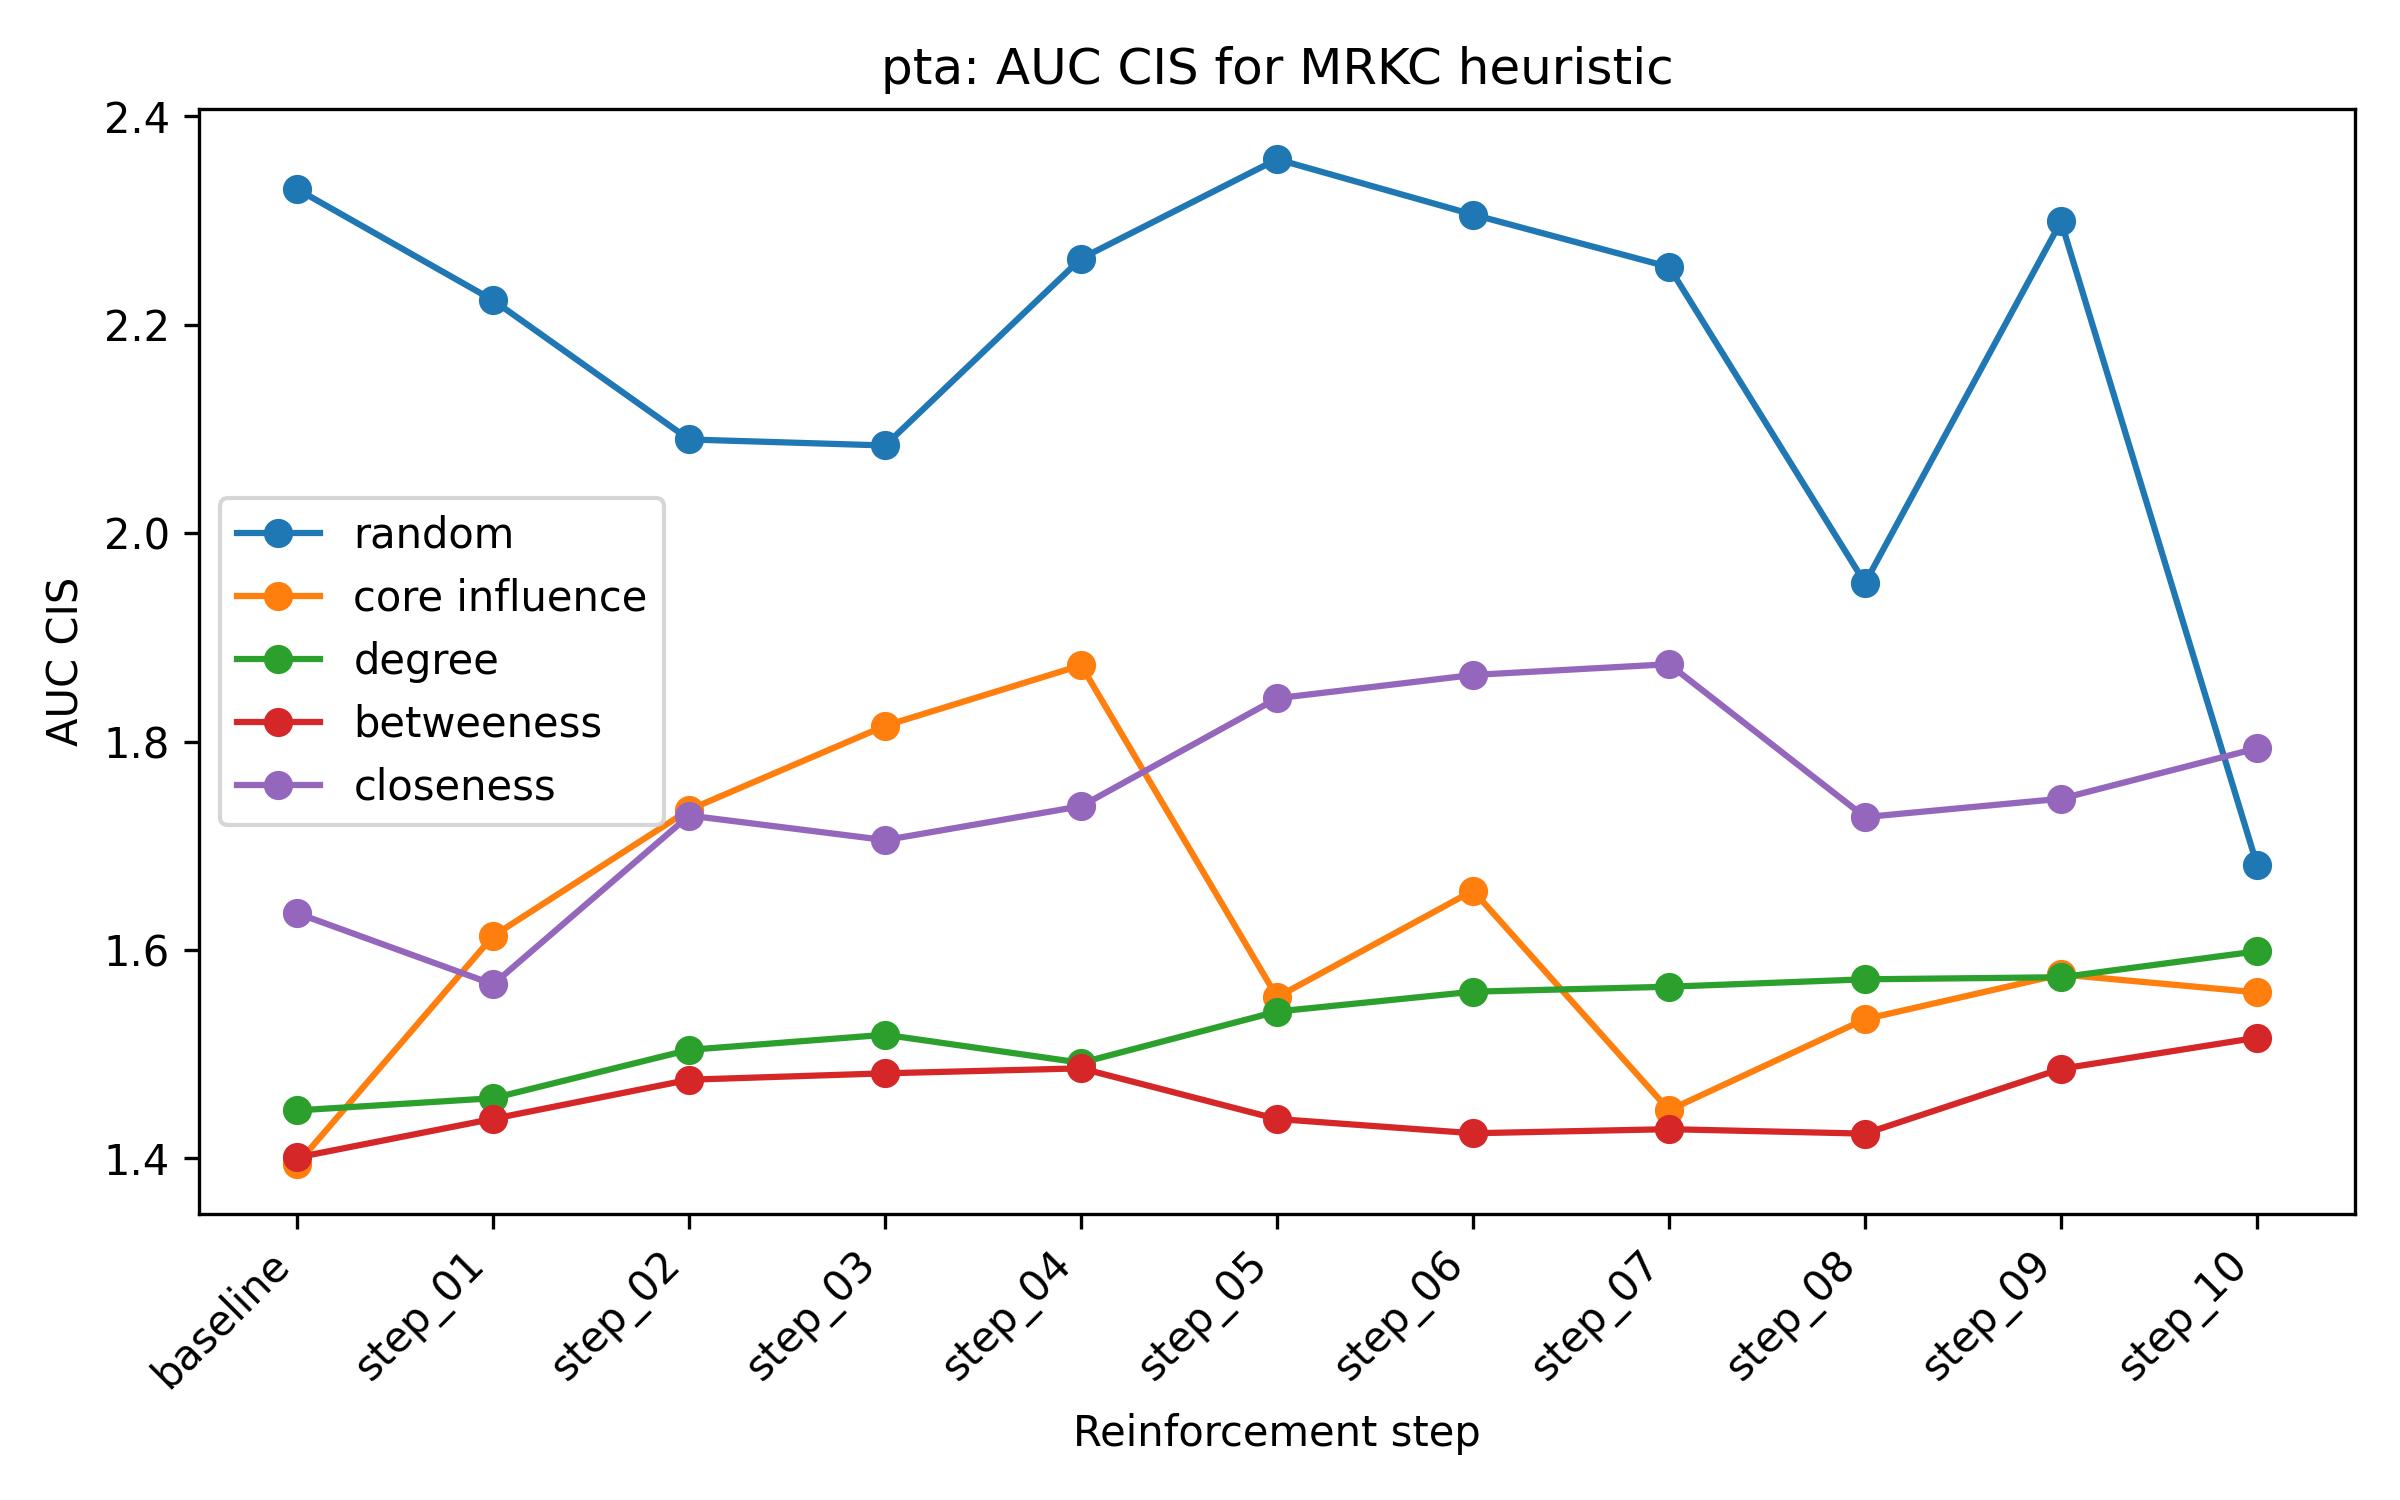 pta: AUC CIS for MRKC heuristic
2.4
2.2
2.0
1.8
1.6
1.4
AUC CIS
random
core influence
degree
betweeness
closeness
baseline
step_01
step_02
step_03
step_04
step_05
step_06
step_07
step_08
step_09
step_10
Reinforcement step